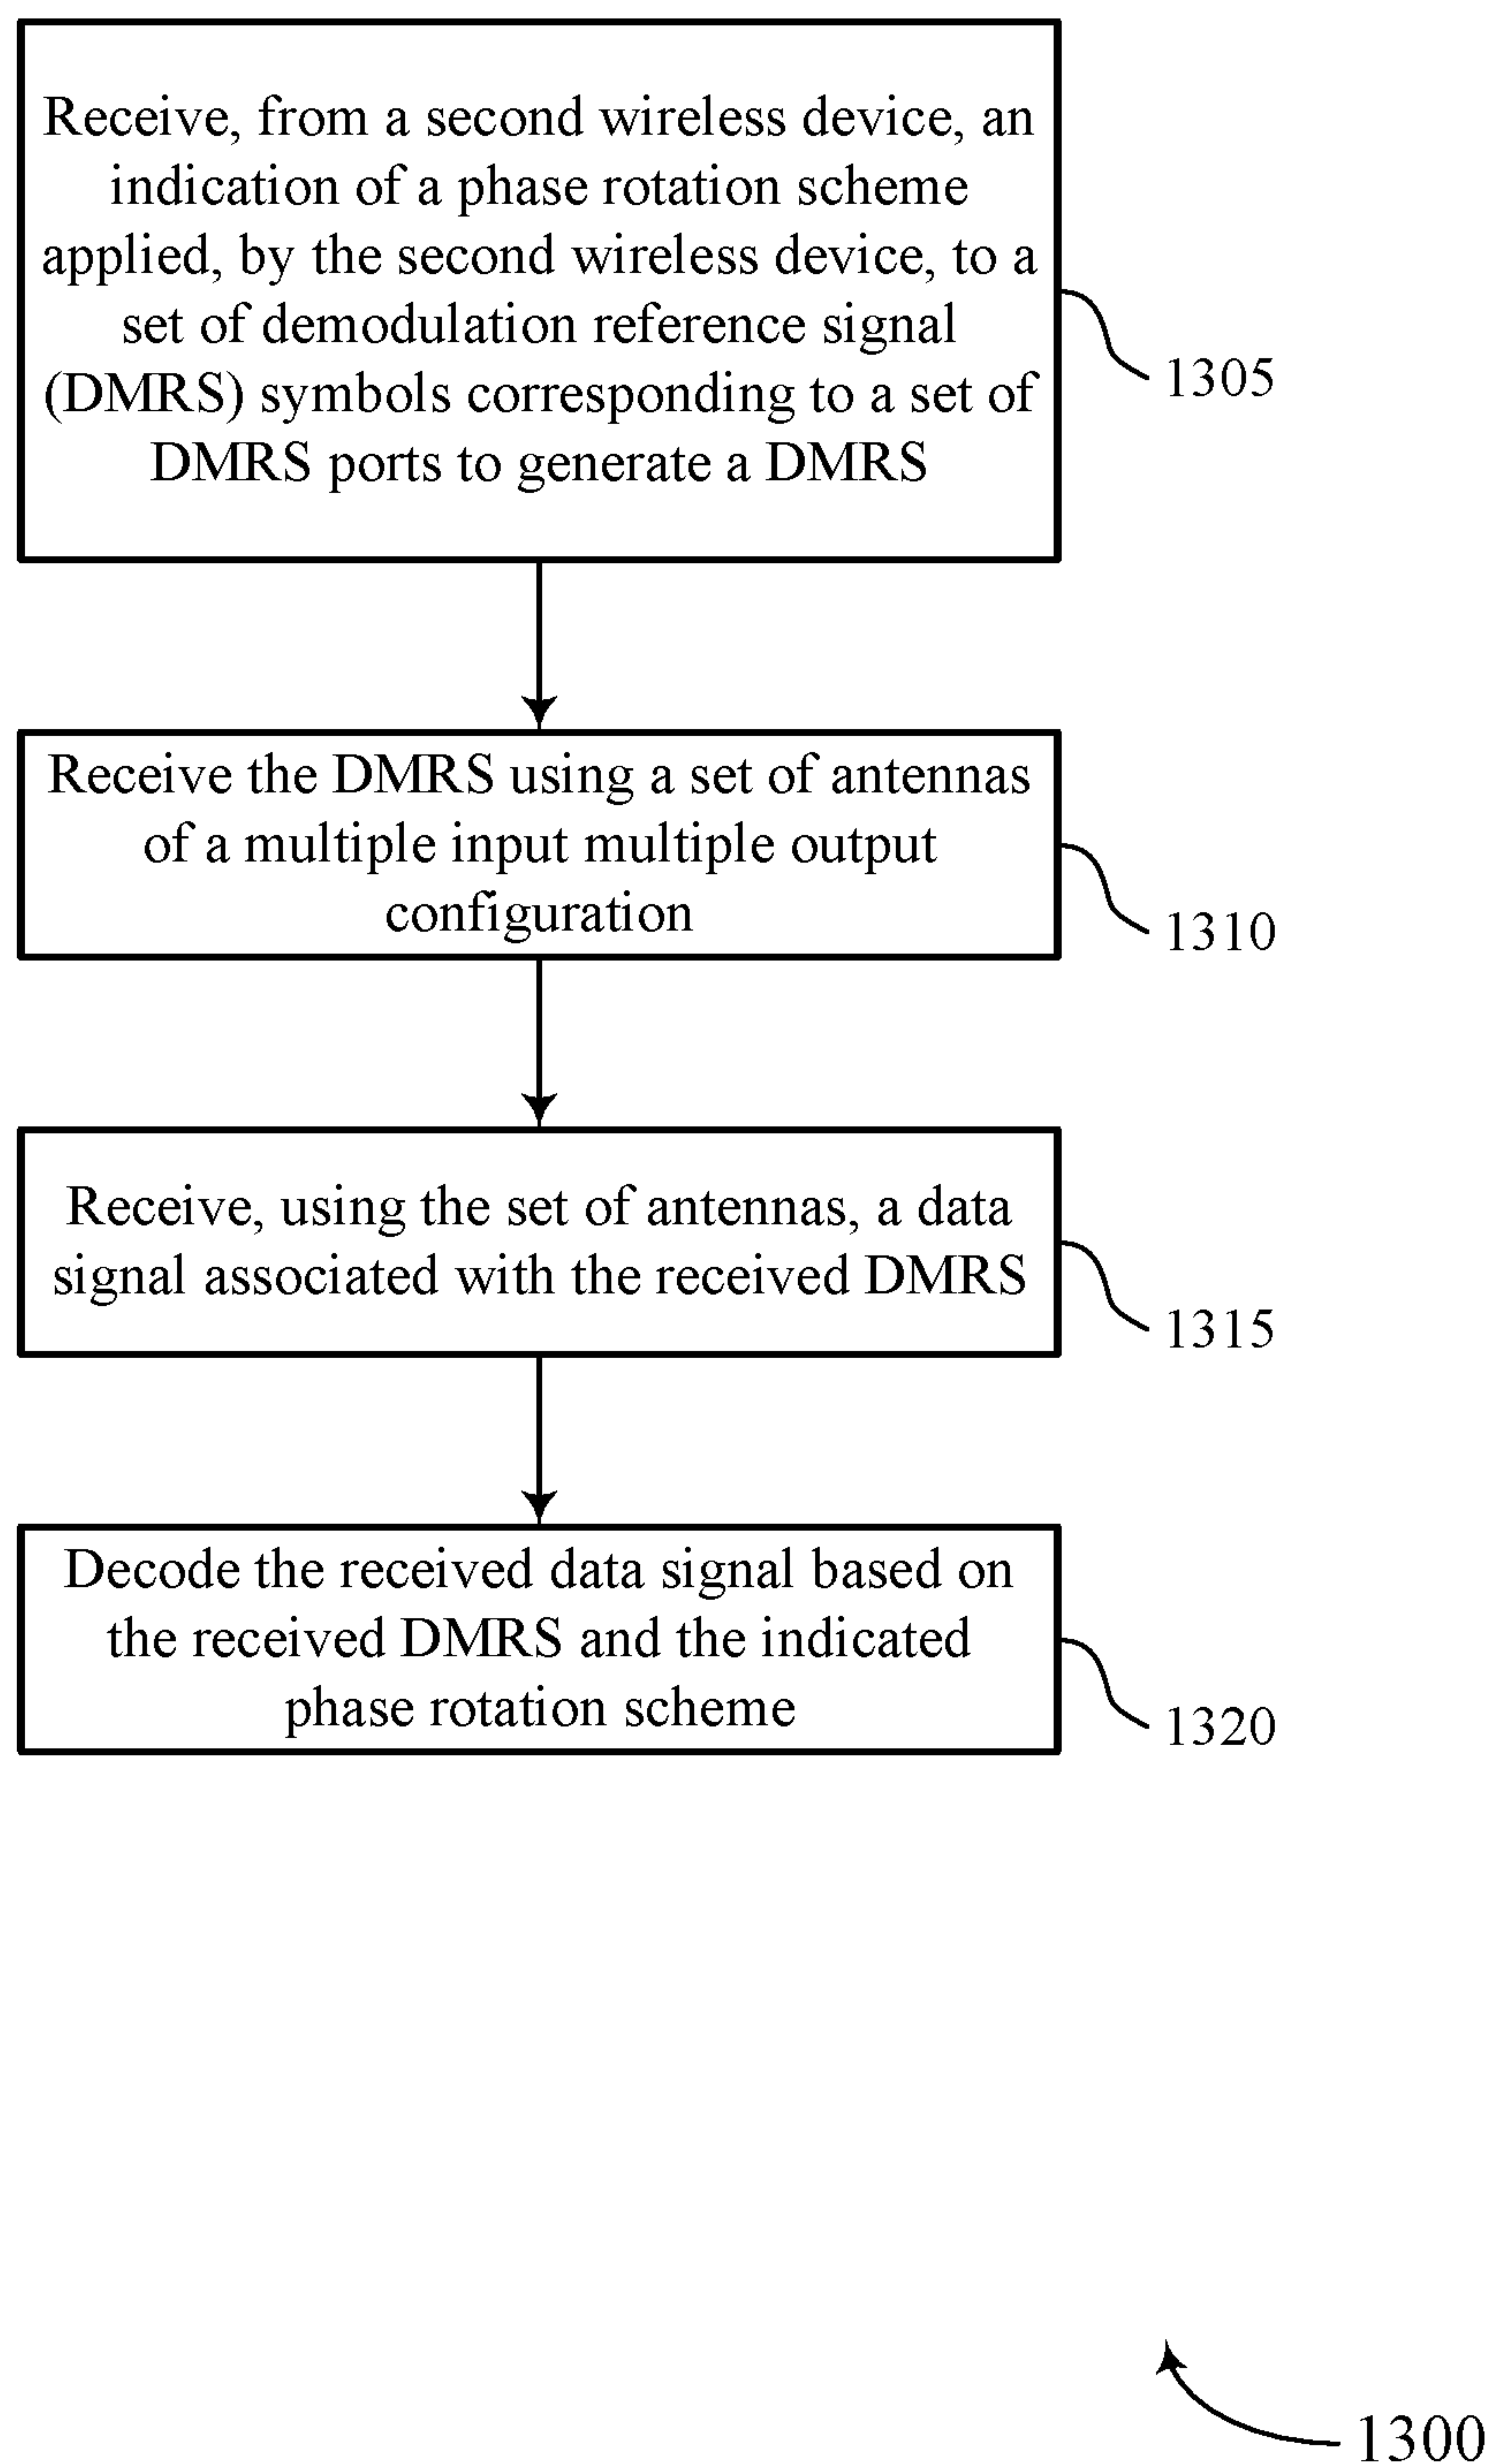 Receive, from a second wireless device, an
indication of a phase rotation scheme
applied, by the second wireless device, to a
set of demodulation reference signal
(DMRS) symbols corresponding to a set of
DMRS ports to generate a DMRS
1305
Receive the DMRS using a set of antennas
of a multiple input multiple output
configuration
1310
Receive, using the set of antennas, a data
signal associated with the received DMRS
1315
Decode the received data signal based on
the received DMRS and the indicated
phase rotation scheme
1320
1300